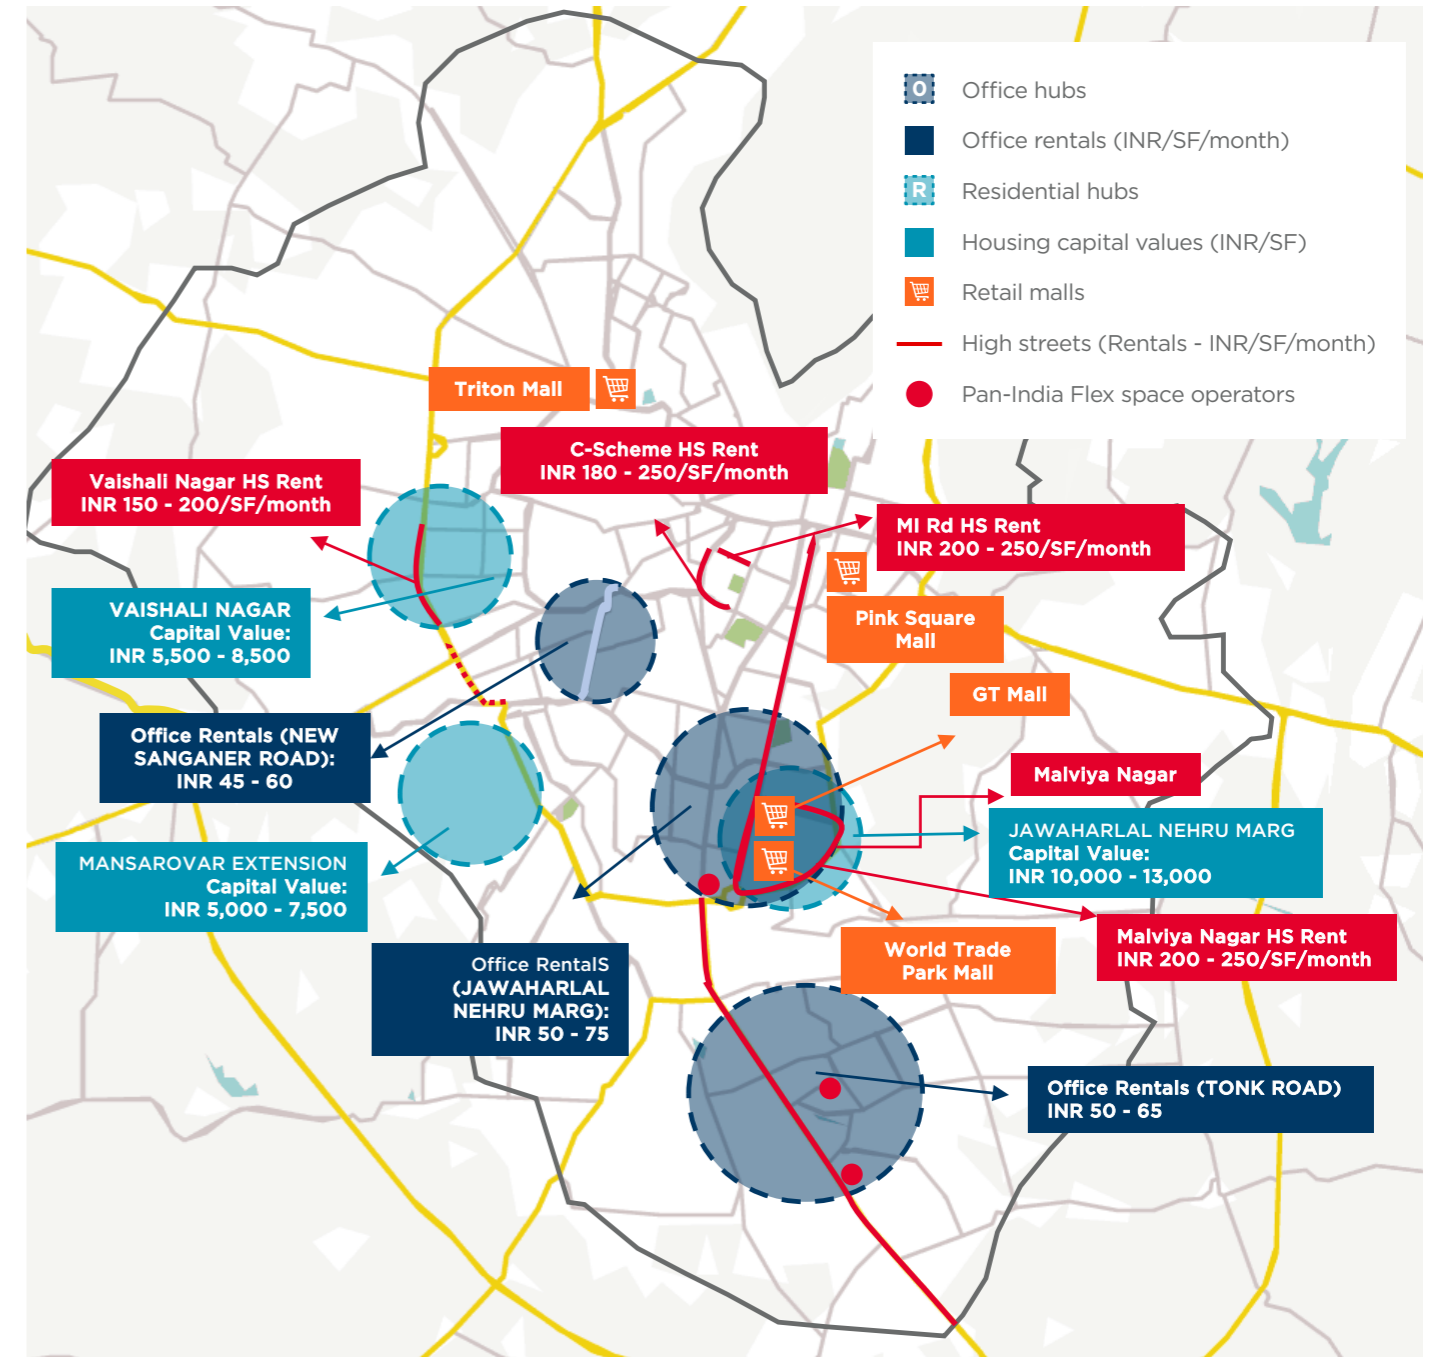 O
Office hubs
Office rentals (INR/SF/month)
R
Residential hubs
Housing capital values (INR/SF)
Retail malls
High streets (Rentals - INR/SF/month)
Pan-India Flex space operators
Triton Mall
C-Scheme HS Rent
INR 180 - 250/SF/month
Vaishali Nagar HS Rent
INR 150 - 200/SF/month
MI Rd HS Rent
INR 200 - 250/SF/month
VAISHALI NAGAR
Capital Value:
INR 5,500 - 8,500
Pink Square
Mall
GT Mall
Office Rentals (NEW
SANGANER ROAD):
INR 45 - 60
Malviya Nagar
JAWAHARLAL NEHRU MARG
Capital Value:
INR 10,000 - 13,000
MANSAROVAR EXTENSION
Capital Value:
INR 5,000 - 7,500
Malviya Nagar HS Rent
INR 200 - 250/SF/month
World Trade
Park Mall
Office RentalS
(JAWAHARLAL
NEHRU MARG):
INR 50 - 75
Office Rentals (TONK ROAD)
INR 50 - 65